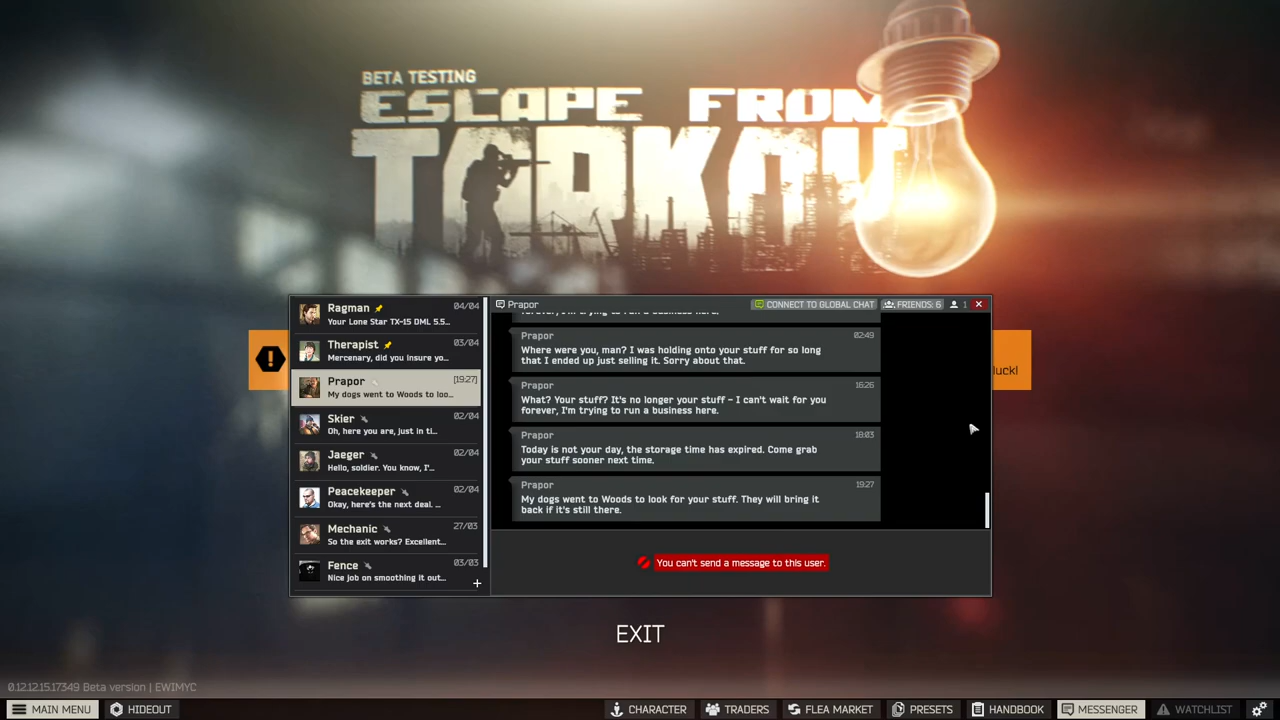 BETA TESTING
ESCAPE FROM
TARKOV
Ragman 04/04
Your Lone Star TX-15 DML 5.5...
Therapist 03/04
Mercenary, did you insure yo...
Prapor [19:27]
My dogs went to Woods to loo...
Skier 02/04
Oh, here you are, just in ti...
Jaeger 02/04
Hello, soldier. You know, I'...
Peacekeeper 02/04
Okay, here's the next deal. ...
Mechanic 27/03
So the exit works? Excellent...
Fence 03/03
Nice job on smoothing it out...
+
Prapor CONNECT TO GLOBAL CHAT FRIENDS: 6 1
forever, I'm trying to run a business here.
Prapor 02:49
Where were you, man? I was holding onto your stuff for so long
that I ended up just selling it. Sorry about that.
Prapor 16:26
What? Your stuff? It's no longer your stuff – I can't wait for you
forever, I'm trying to run a business here.
Prapor 18:03
Today is not your day, the storage time has expired. Come grab
your stuff sooner next time.
Prapor 19:27
My dogs went to Woods to look for your stuff. They will bring it
back if it's still there.
You can't send a message to this user.
luck!
EXIT
0.12.12.15.17349 Beta version | EWIMYC
MAIN MENU HIDEOUT CHARACTER TRADERS FLEA MARKET PRESETS HANDBOOK MESSENGER WATCHLIST